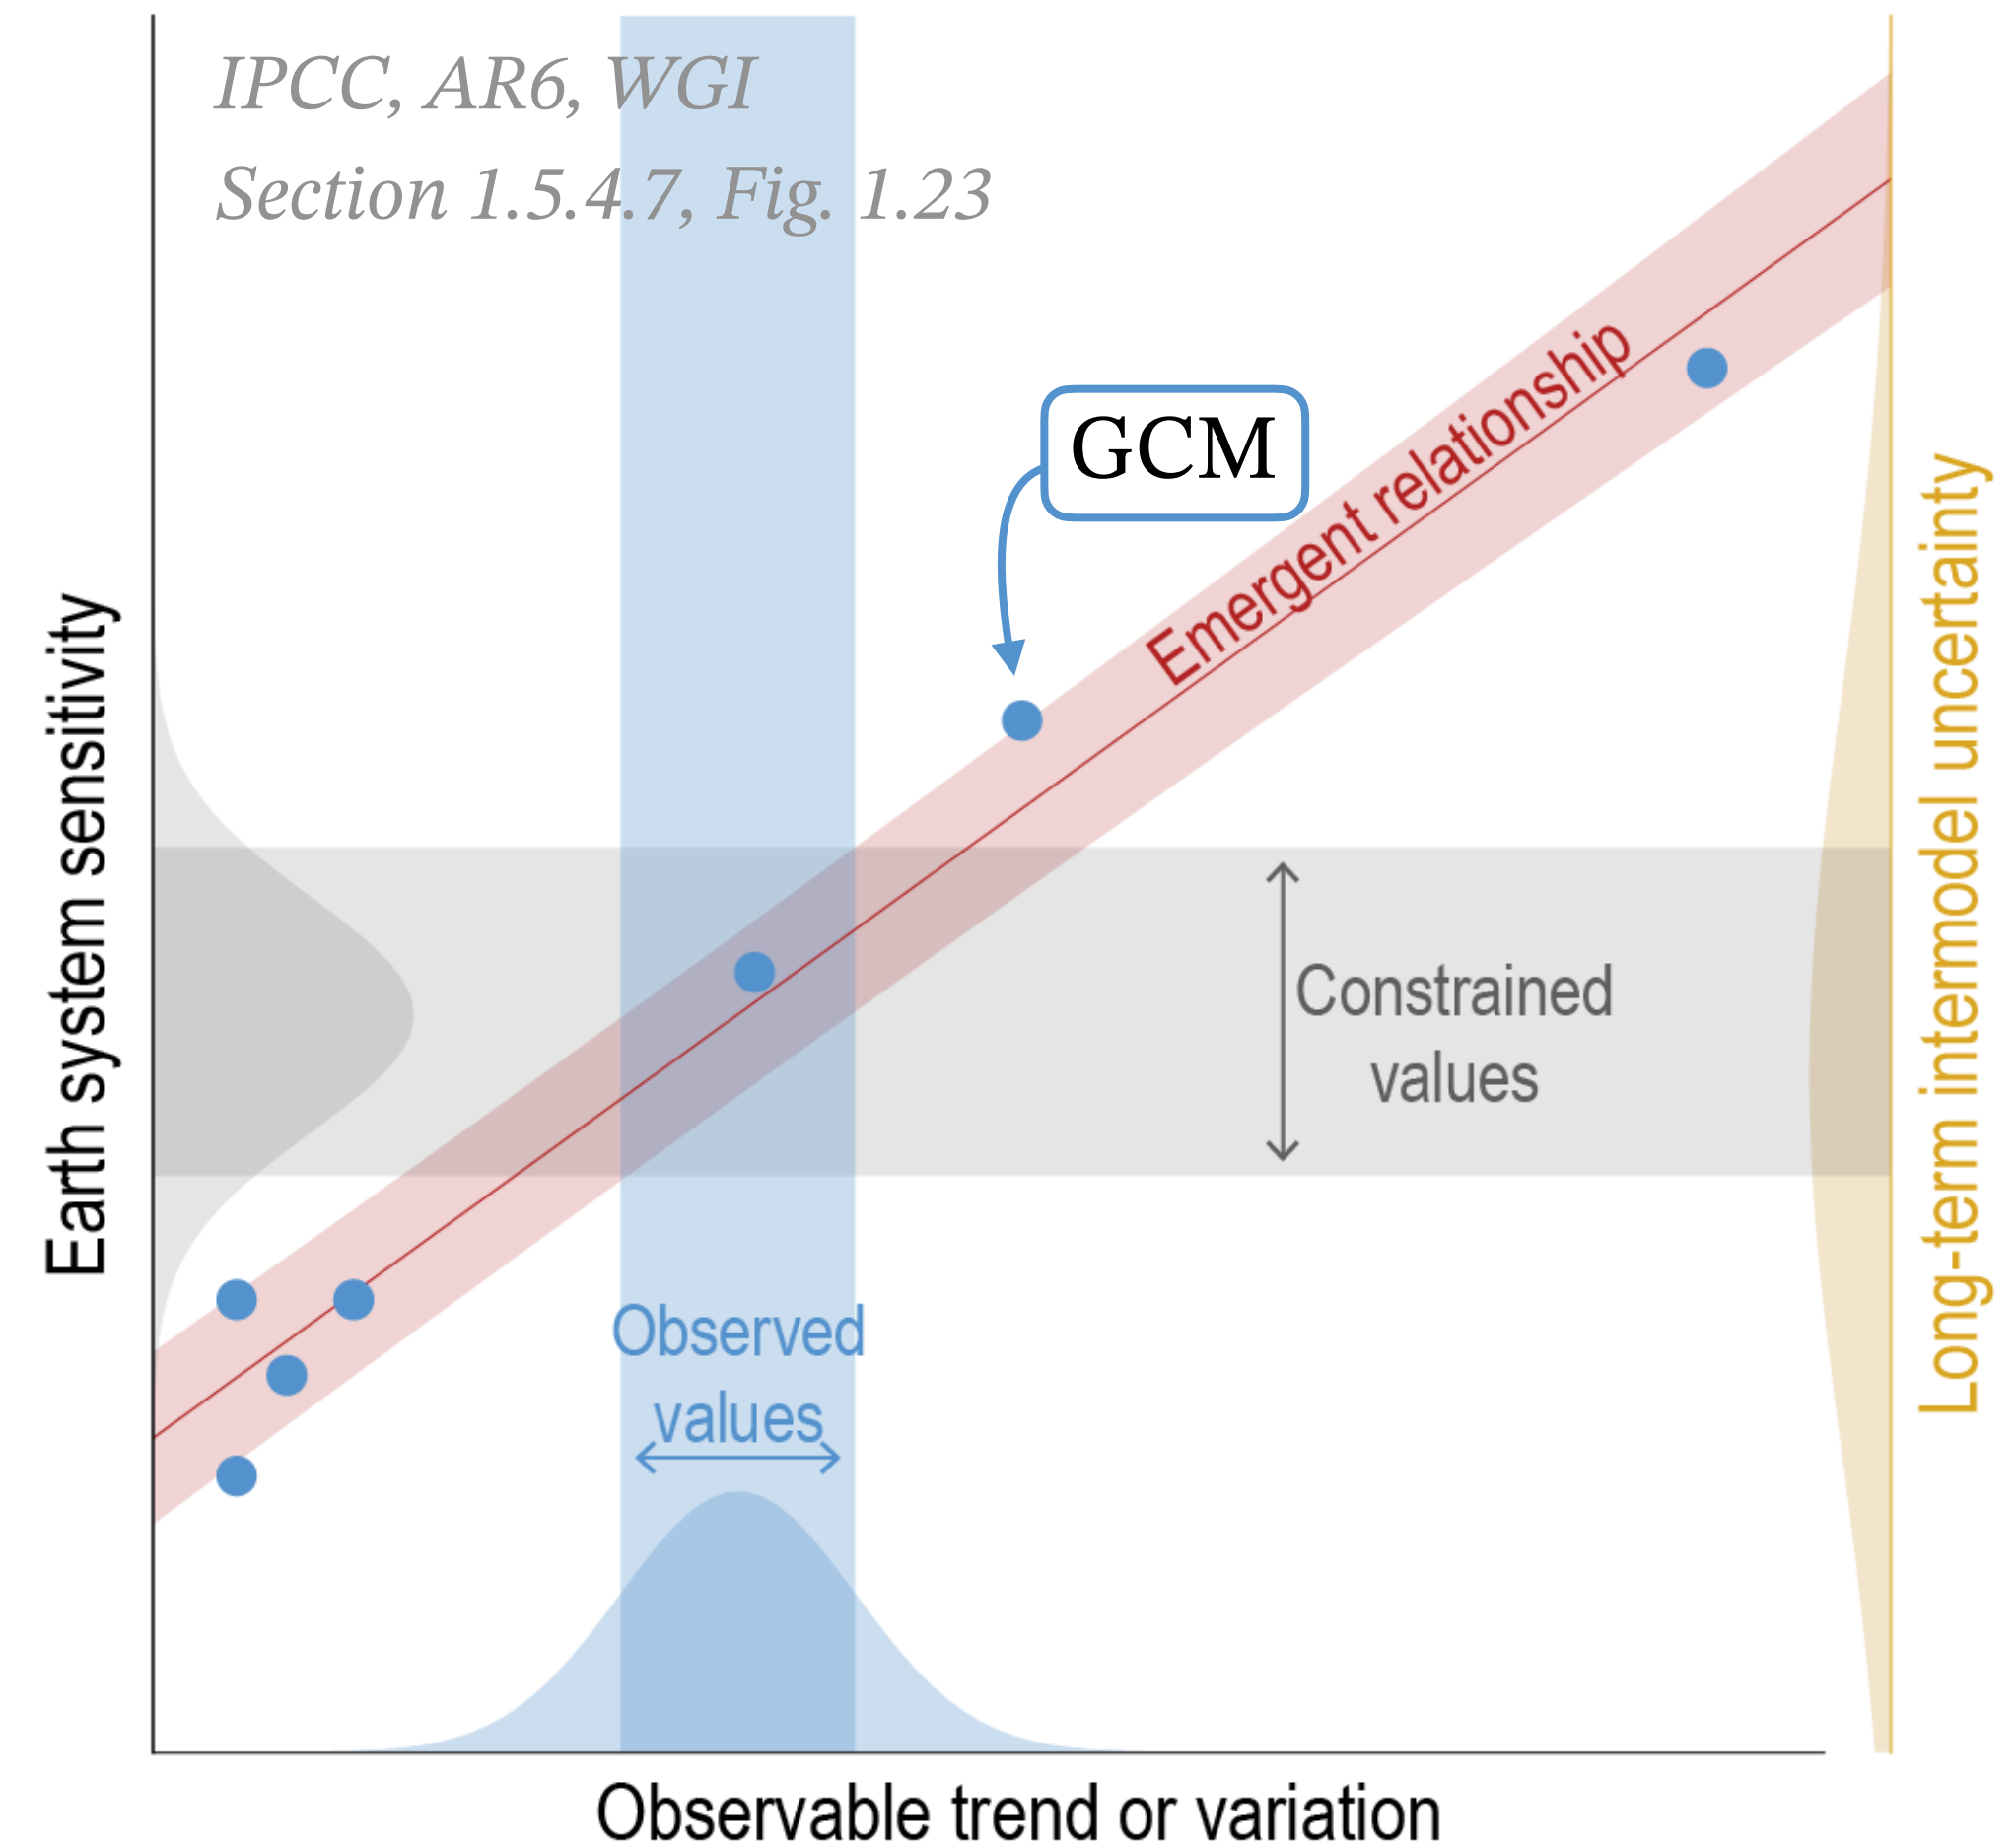 IPCC, AR6, WGI
Section 1.5.4.7, Fig. 1.23
GCM
Emergent relationship
Earth system sensitivity
Long-term intermodel uncertainty
Constrained
values
Observed
values
Observable trend or variation